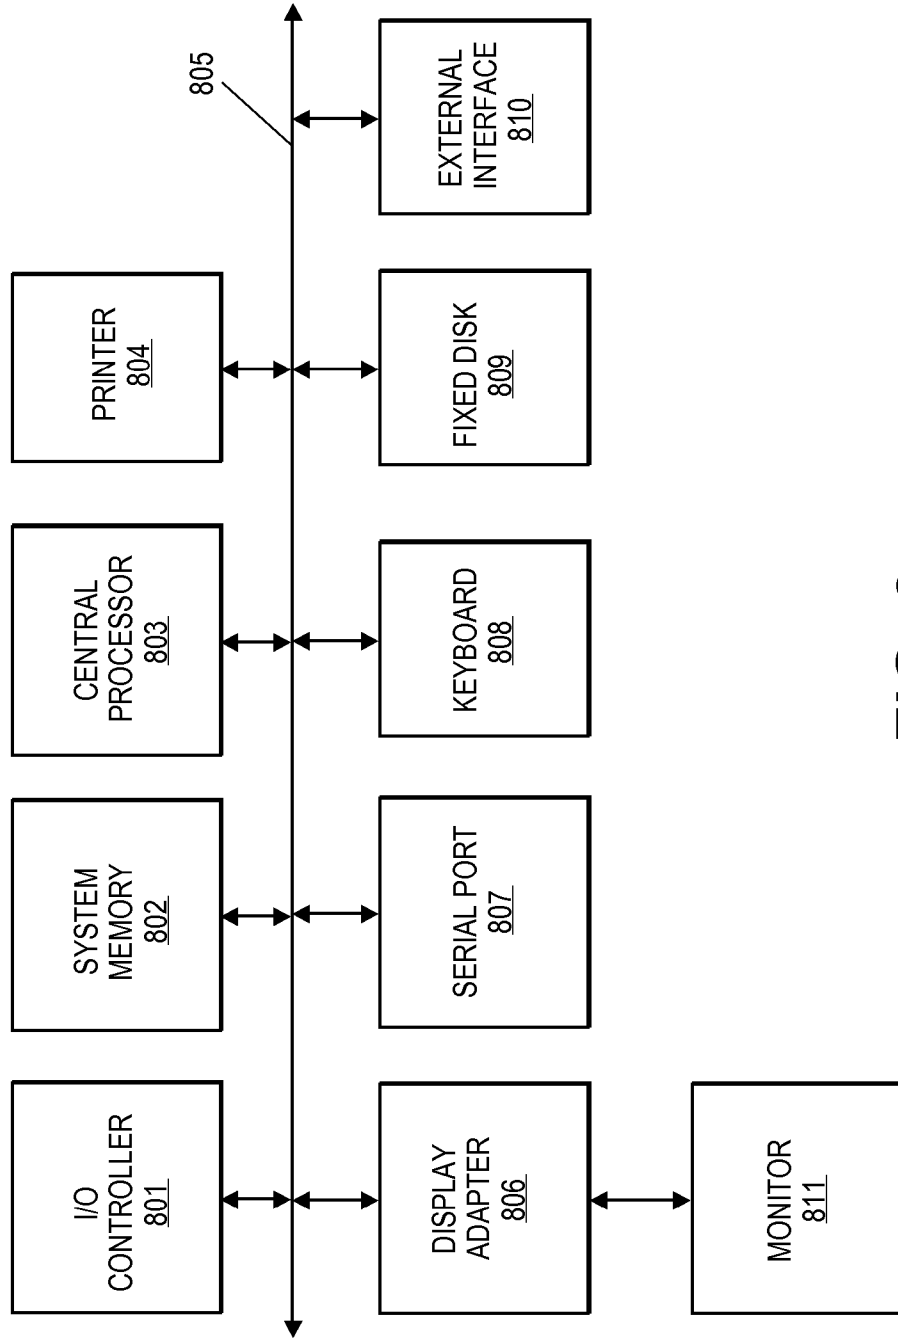 805
I/O
CONTROLLER
801
SYSTEM
MEMORY
802
CENTRAL
PROCESSOR
803
PRINTER
804
DISPLAY
ADAPTER
806
SERIAL PORT
807
KEYBOARD
808
FIXED DISK
809
EXTERNAL
INTERFACE
810
MONITOR
811